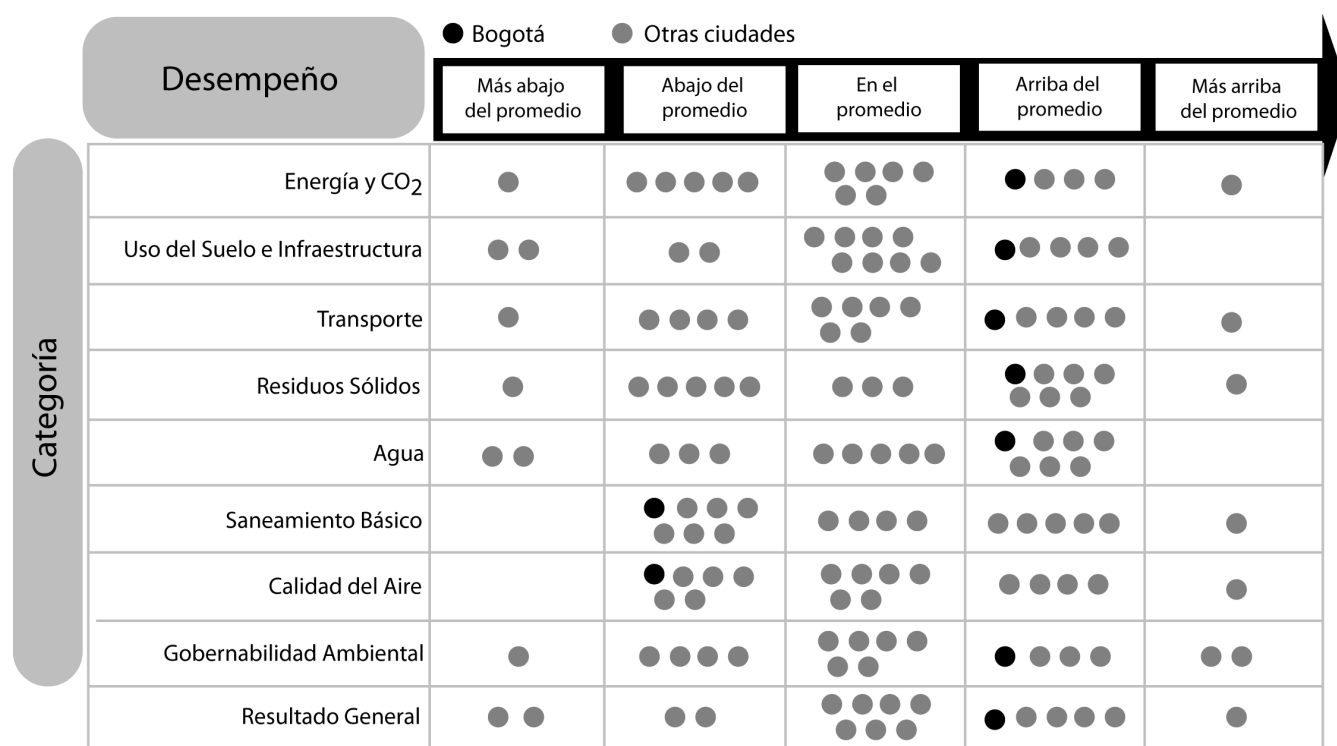 Bogotá
Otras ciudades
Desempeño
Más abajo
del promedio
Abajo del
promedio
En el
promedio
Arriba del
promedio
Más arriba
del promedio
Categoría
Energía y CO2
Uso del Suelo e Infraestructura
Transporte
Residuos Sólidos
Agua
Saneamiento Básico
Calidad del Aire
Gobernabilidad Ambiental
Resultado General